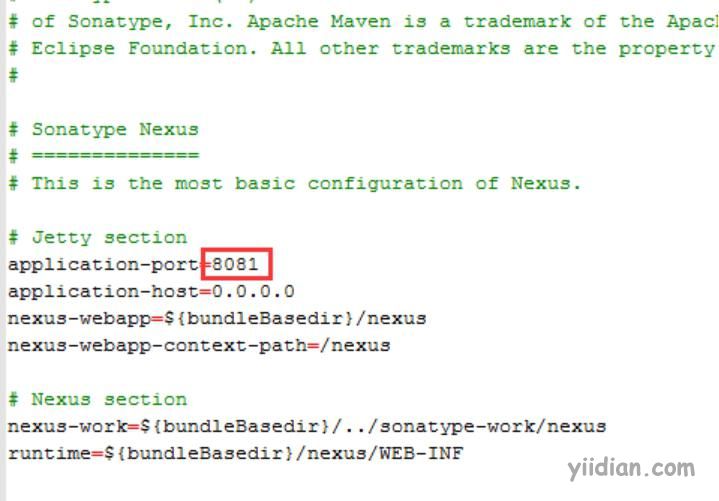 # of Sonatype, Inc. Apache Maven is a trademark of the
# Eclipse Foundation. All other trademarks are the property
#
# Sonatype Nexus
# ==============
# This is the most basic configuration of Nexus.
# Jetty section
application-port=8081
application-host=0.0.0.0
nexus-webapp=${bundleBasedir}/nexus
nexus-webapp-context-path=/nexus
# Nexus section
nexus-work=${bundleBasedir}/../sonatype-work/nexus
runtime=${bundleBasedir}/nexus/WEB-INF
yiidian.com